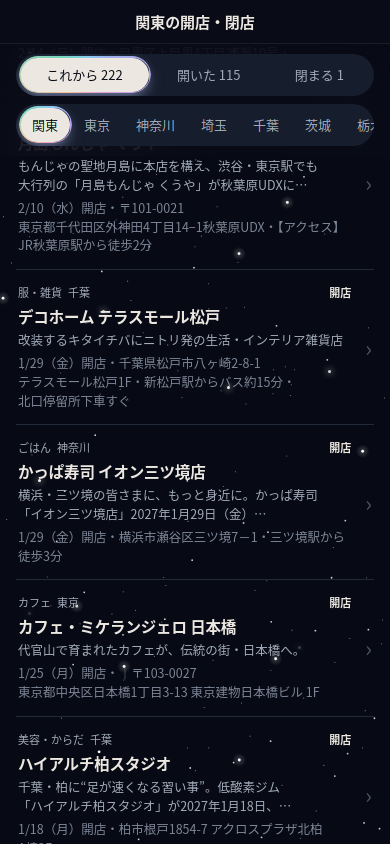 関東の開店・閉店
これから 222
開いた 115
閉まる 1
関東
東京
神奈川
埼玉
千葉
茨城
もんじゃの聖地月島に本店を構え、渋谷・東京駅でも
大行列の「月島もんじゃ くうや」が秋葉原UDXに…
2/10（水）開店・〒101-0021
東京都千代田区外神田4丁目14−1秋葉原UDX・【アクセス】
JR秋葉原駅から徒歩2分
服・雑貨 千葉
開店
デコホーム テラスモール松戸
改装するキタイチバにニトリ発の生活・インテリア雑貨店
1/29（金）開店・千葉県松戸市八ヶ崎2-8-1
テラスモール松戸1F・新松戸駅からバス約15分・
北口停留所下車すぐ
ごはん 神奈川
開店
かっぱ寿司 イオン三ツ境店
横浜・三ツ境の皆さまに、もっと身近に。かっぱ寿司
「イオン三ツ境店」2027年1月29日（金）…
1/29（金）開店・横浜市瀬谷区三ツ境7－1・三ツ境駅から
徒歩3分
カフェ 東京
開店
カフェ・ミケランジェロ 日本橋
代官山で育まれたカフェが、伝統の街・日本橋へ。
1/25（月）開店・ 〒103-0027
東京都中央区日本橋1丁目3-13 東京建物日本橋ビル 1F
美容・からだ 千葉
開店
ハイアルチ柏スタジオ
千葉・柏に“足が速くなる習い事”。低酸素ジム
「ハイアルチ柏スタジオ」が2027年1月18日、…
1/18（月）開店・柏市根戸1854-7 アクロスプラザ北柏